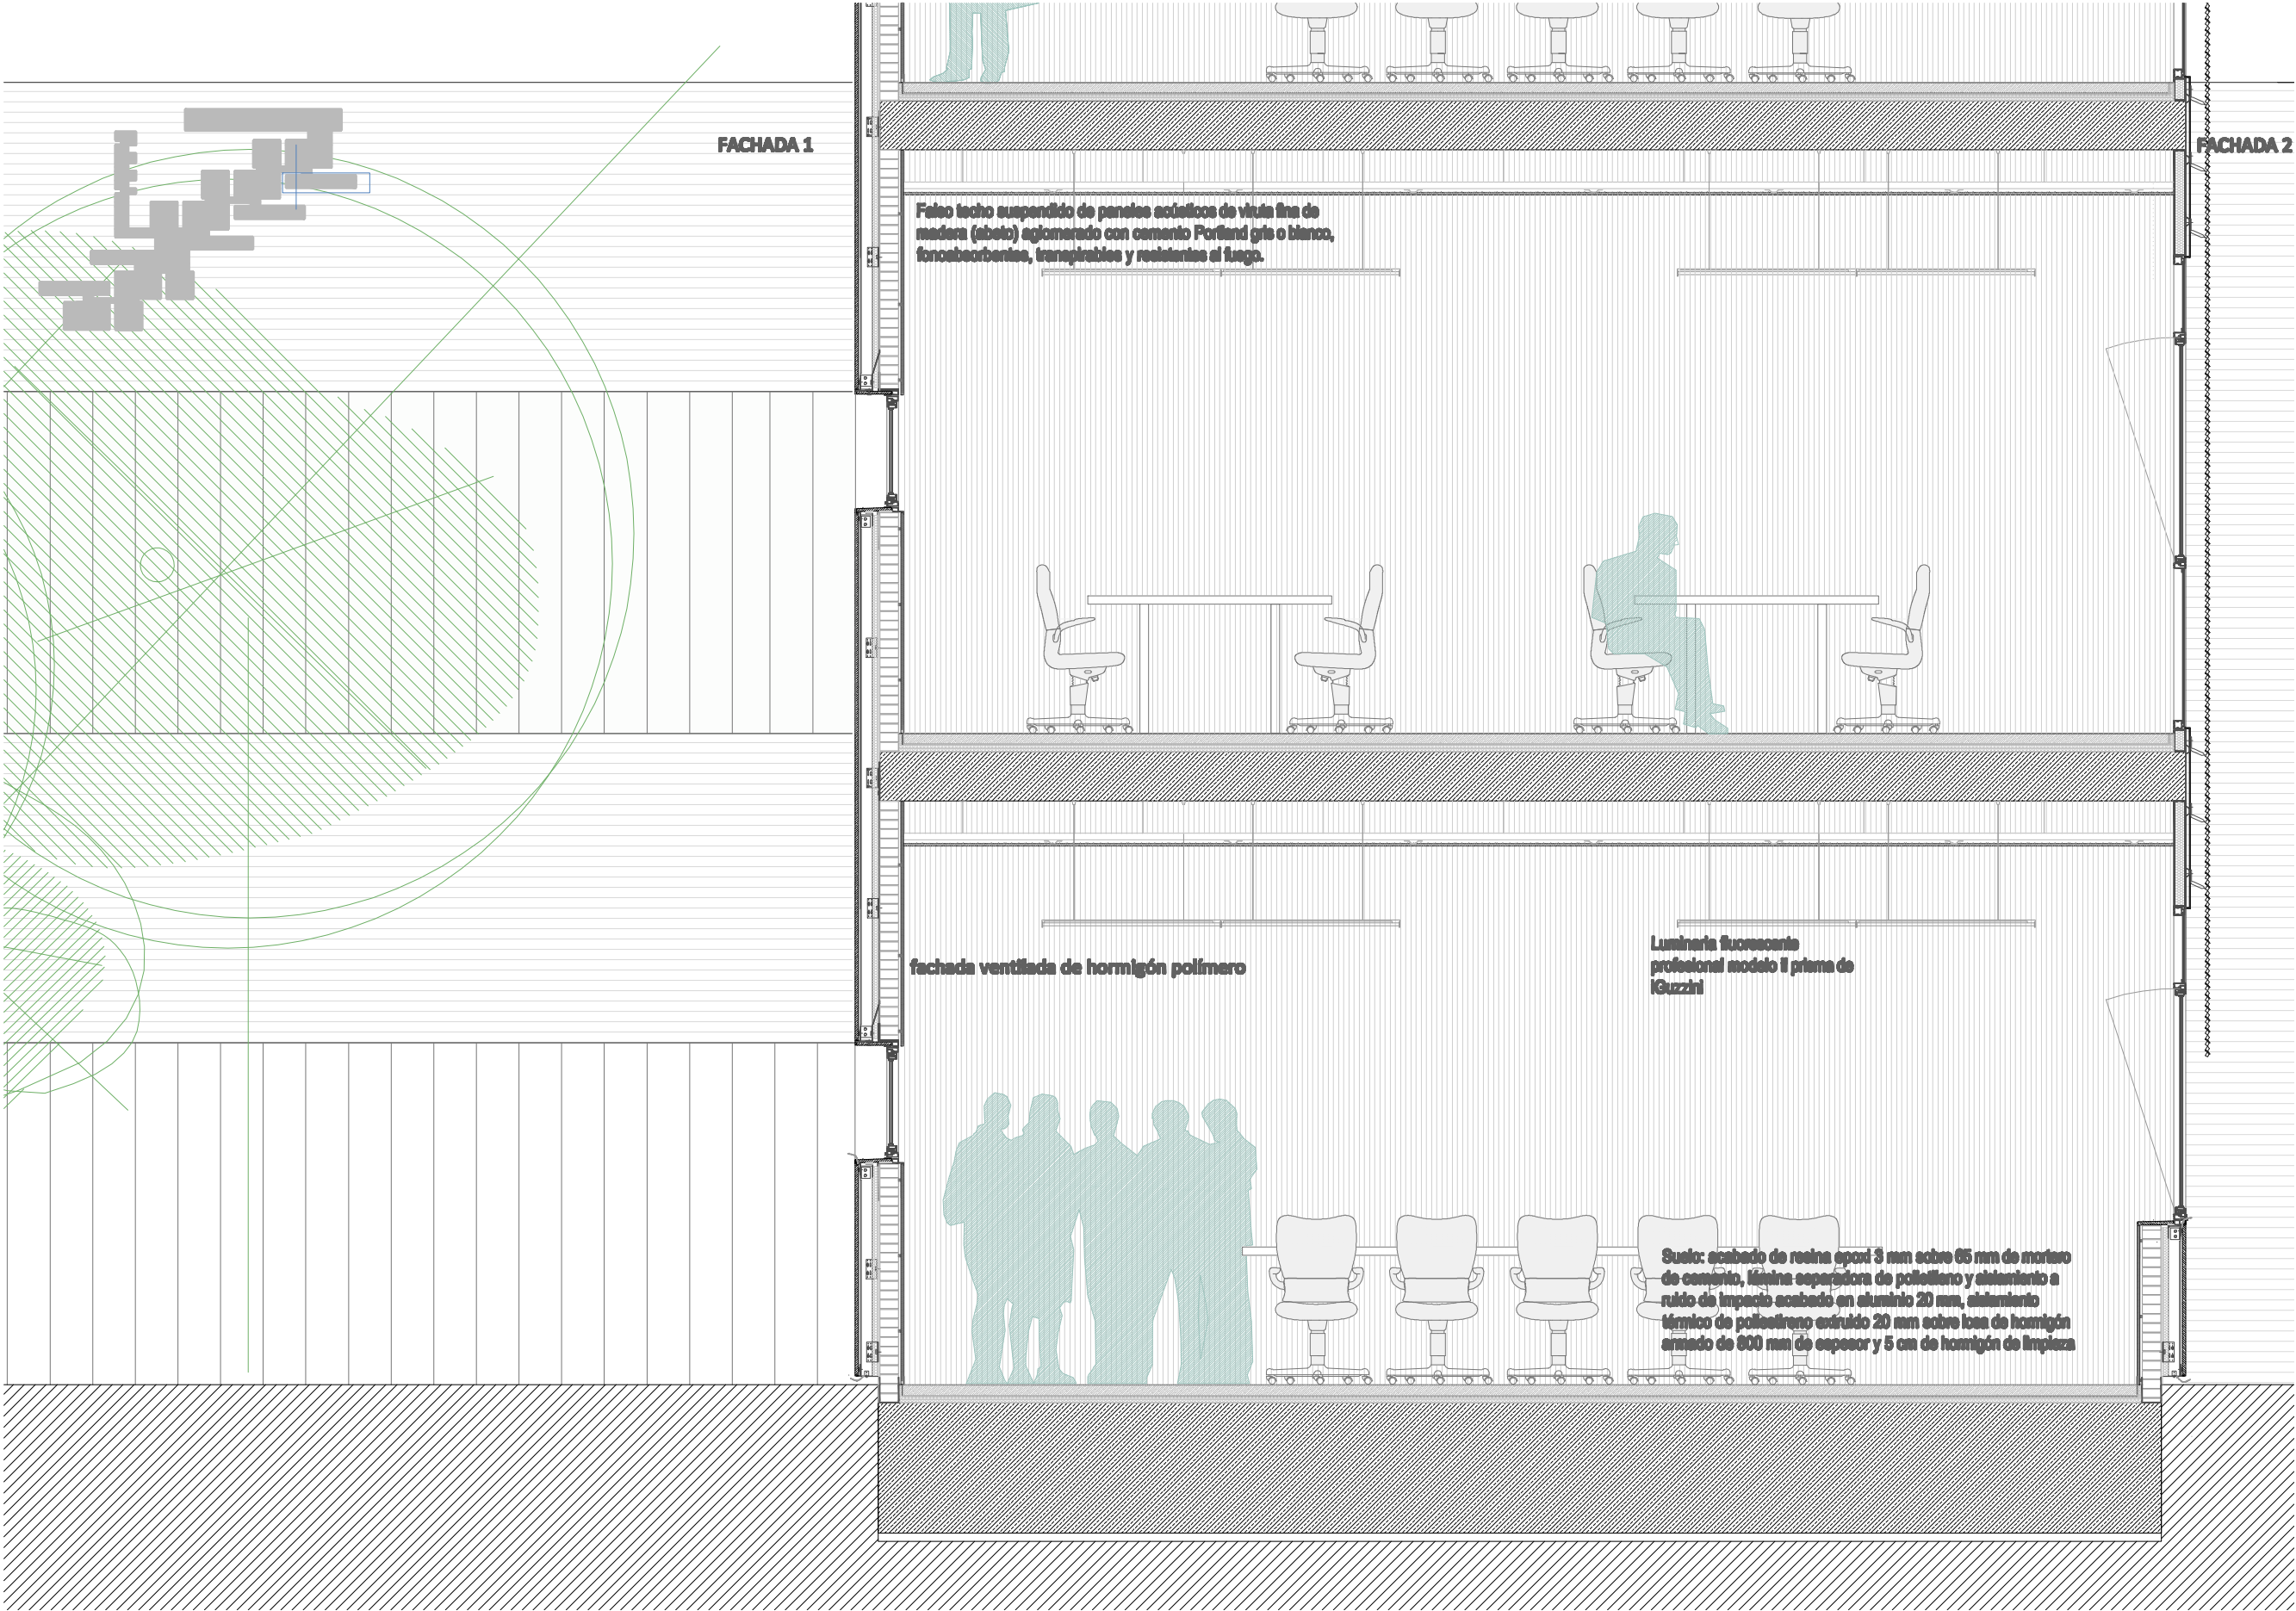 FACHADA 1
FACHADA 2
Falso techo suspendido de paneles acústicos de viruta fina de
madera (abeto) aglomerado con cemento Portland gris o blanco,
fonoabsorbentes, transpirables y resistentes al fuego.
fachada ventilada de hormigón polímero
Luminaria fluorescente
profesional modelo il prisma de
iGuzzini
Suelo: acabado de resina epoxi 3 mm sobre 65 mm de mortero
de cemento, lámina separadora de polietileno y aislamiento a
ruido de impacto acabado en aluminio 20 mm, aislamiento
térmico de poliestireno extruido 20 mm sobre losa de hormigón
armado de 800 mm de espesor y 5 cm de hormigón de limpieza